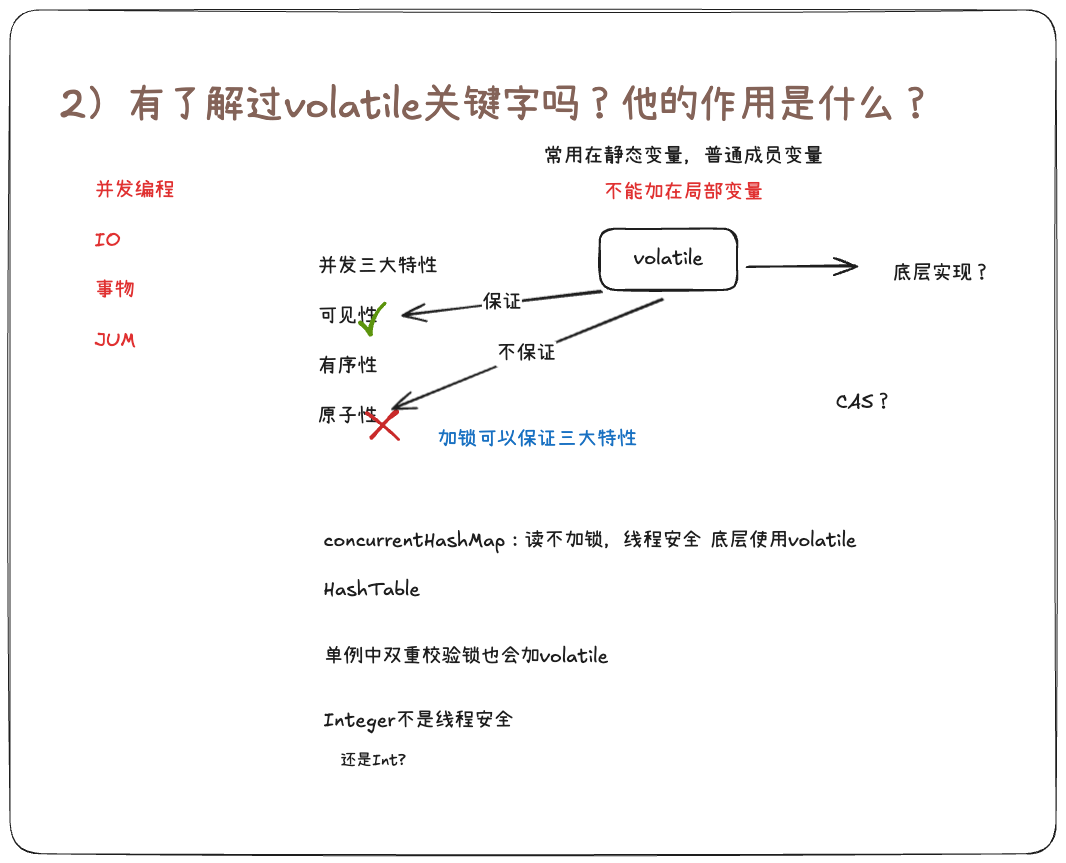 2）有了解过volatile关键字吗？他的作用是什么？
常用在静态变量，普通成员变量
不能加在局部变量
并发编程
IO
事物
JUM
volatile
底层实现？
并发三大特性
保证
可见性
不保证
有序性
原子性
CAS？
加锁可以保证三大特性
concurrentHashMap：读不加锁，线程安全 底层使用volatile
HashTable
单例中双重校验锁也会加volatile
Integer不是线程安全
还是Int?